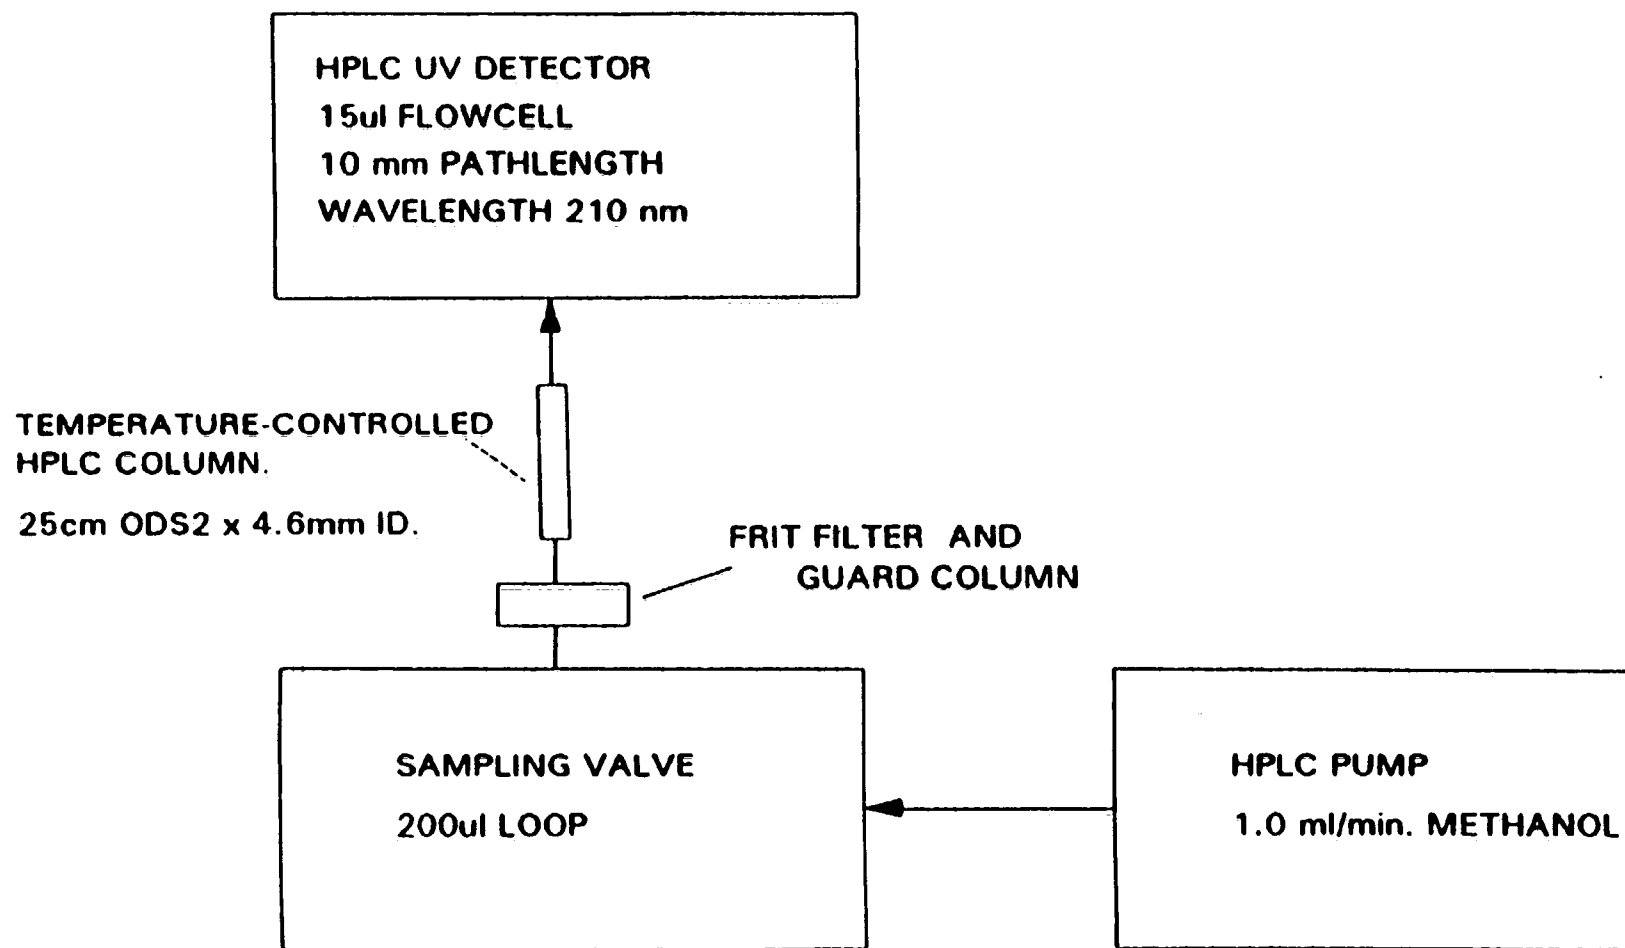 HPLC UV DETECTOR
15ul FLOWCELL
10 mm PATHLENGTH
WAVELENGTH 210 nm
TEMPERATURE-CONTROLLED
HPLC COLUMN.
25cm ODS2 x 4.6mm ID.
FRIT FILTER AND
GUARD COLUMN
SAMPLING VALVE
200ul LOOP
HPLC PUMP
1.0 ml/min. METHANOL